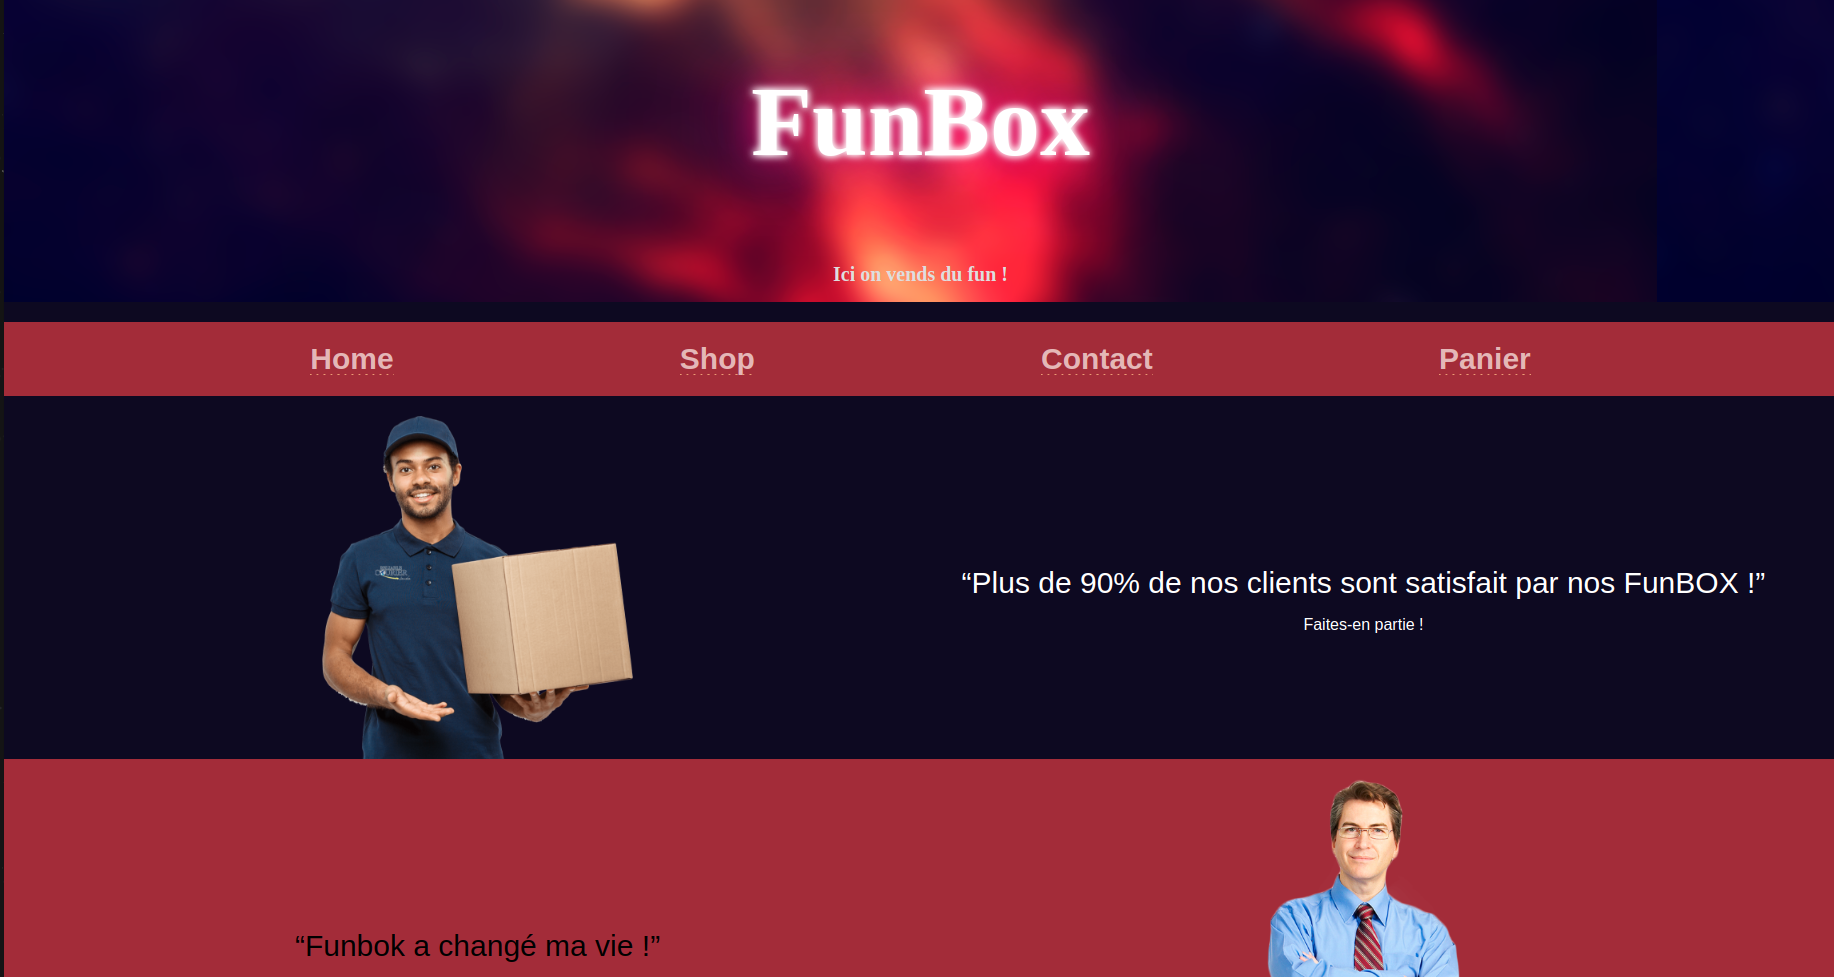 FunBox
Ici on vends du fun !
Home Shop Contact Panier
COURIER
“Plus de 90% de nos clients sont satisfait par nos FunBOX !”
Faites-en partie !
“Funbok a changé ma vie !”